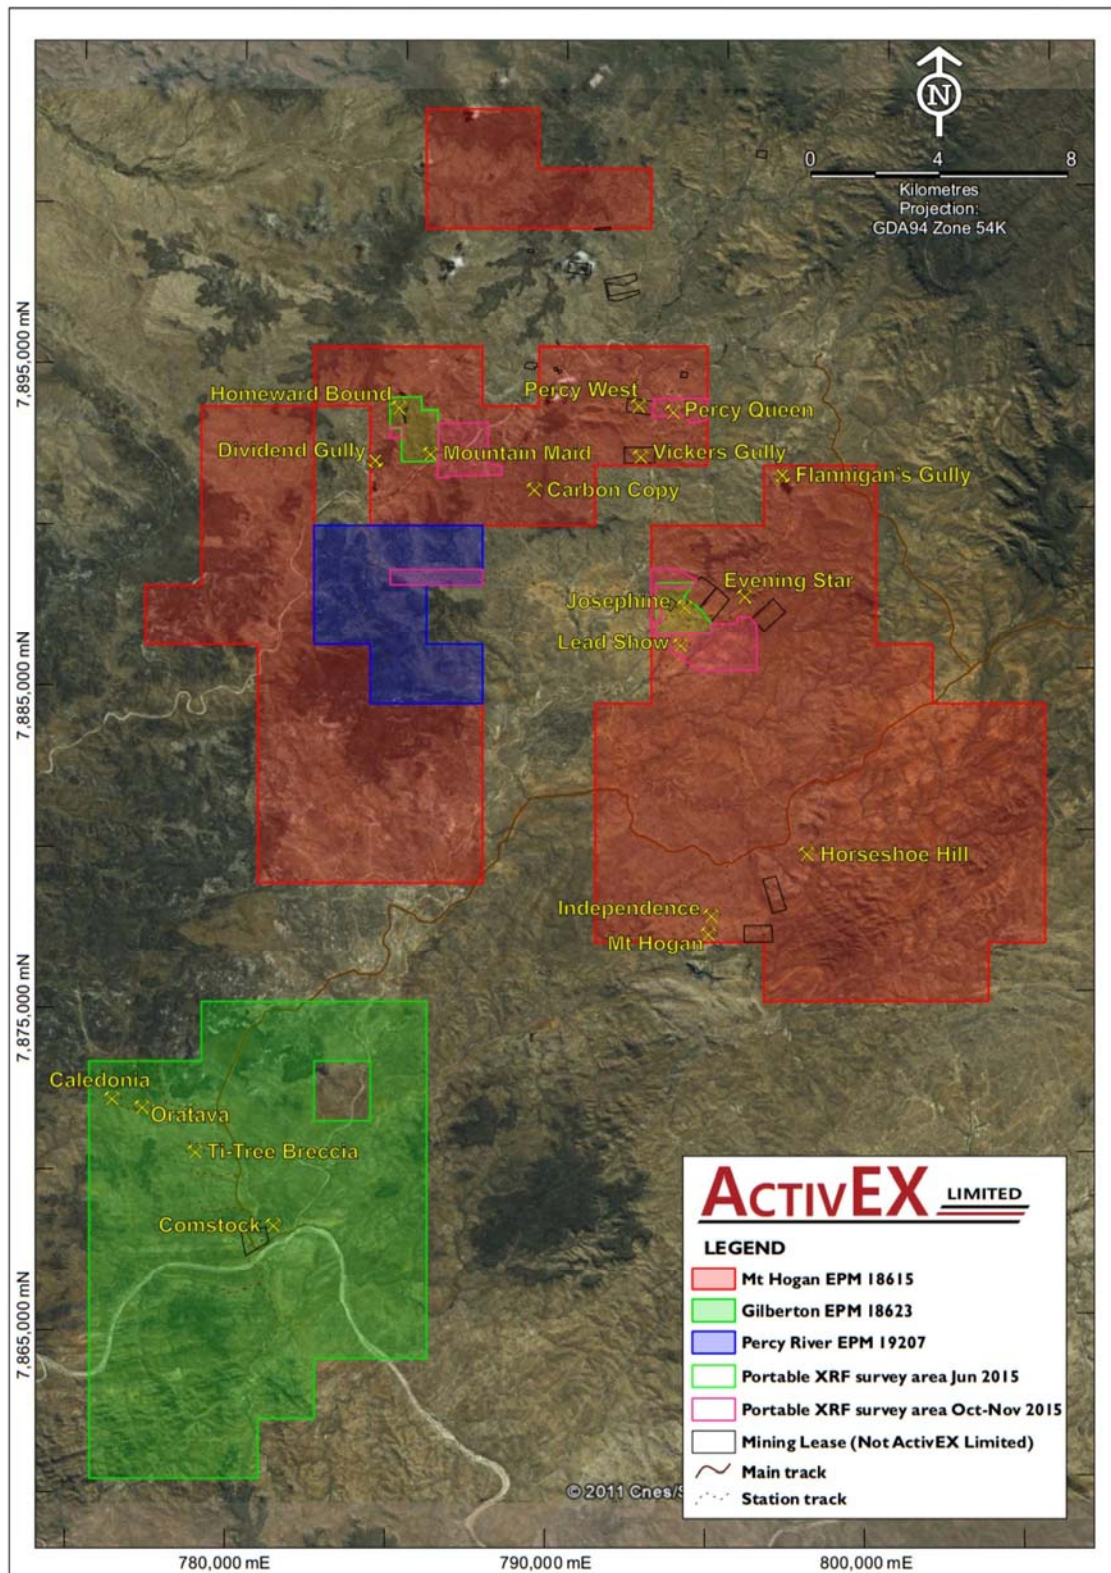 N
0 4 8
Kilometres
Projection:
GDA94 Zone 54K
7,895,000 mN
Homeward Bound
Percy West
Percy Queen
Dividend Gully
Mountain Maid
Vickers Gully
Flannigan's Gully
Carbon Copy
Evening Star
Josephine
Lead Show
7,885,000 mN
Horseshoe Hill
Independence
Mt Hogan
7,875,000 mN
Caledonia
Oratava
Ti-Tree Breccia
Comstock
7,865,000 mN
ACTIVEX LIMITED
LEGEND
Mt Hogan EPM 18615
Gilberton EPM 18623
Percy River EPM 19207
Portable XRF survey area Jun 2015
Portable XRF survey area Oct-Nov 2015
Mining Lease (Not ActivEX Limited)
Main track
Station track
© 2011 Cnes/S
780,000 mE 790,000 mE 800,000 mE